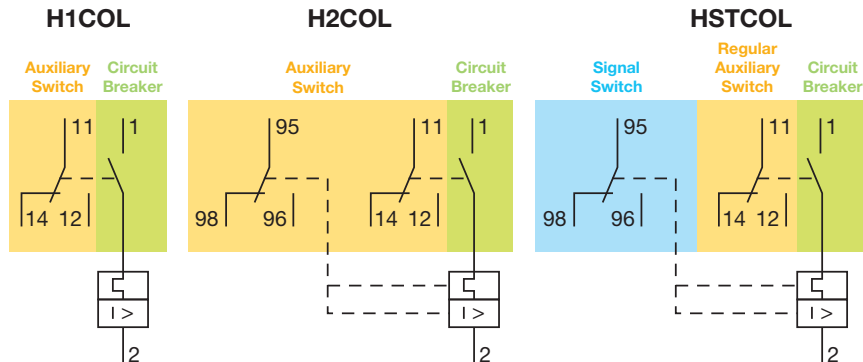 H1COL
H2COL
HSTCOL
Auxiliary
Switch
Circuit
Breaker
Auxiliary
Switch
Circuit
Breaker
Signal
Switch
Regular
Auxiliary
Switch
Circuit
Breaker
11
1
14
12
I >
2
95
11
1
98
96
14
12
I >
2
95
11
1
98
96
14
12
I >
2